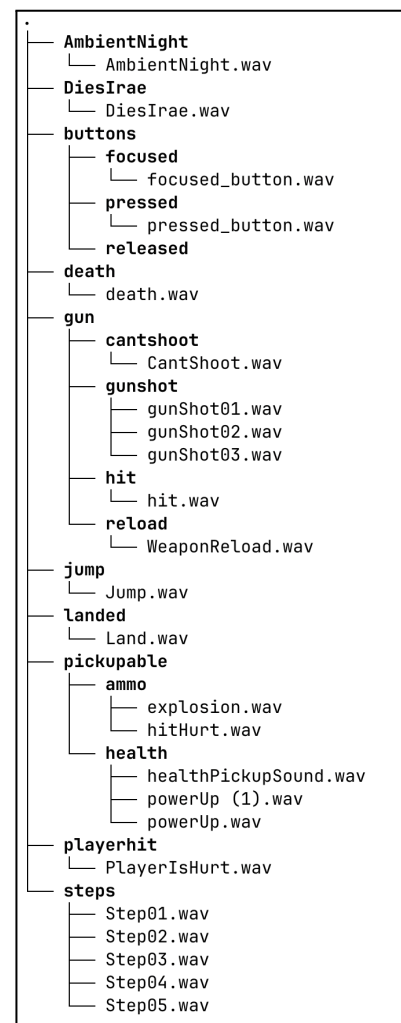 .
├── AmbientNight
│   └── AmbientNight.wav
├── DiesIrae
│   └── DiesIrae.wav
├── buttons
│   ├── focused
│   │   └── focused_button.wav
│   ├── pressed
│   │   └── pressed_button.wav
│   └── released
├── death
│   └── death.wav
├── gun
│   ├── cantshoot
│   │   └── CantShoot.wav
│   ├── gunshot
│   │   ├── gunShot01.wav
│   │   ├── gunShot02.wav
│   │   └── gunShot03.wav
│   ├── hit
│   │   └── hit.wav
│   └── reload
│       └── WeaponReload.wav
├── jump
│   └── Jump.wav
├── landed
│   └── Land.wav
├── pickupable
│   ├── ammo
│   │   ├── explosion.wav
│   │   └── hitHurt.wav
│   └── health
│       ├── healthPickupSound.wav
│       ├── powerUp (1).wav
│       └── powerUp.wav
├── playerhit
│   └── PlayerIsHurt.wav
└── steps
    ├── Step01.wav
    ├── Step02.wav
    ├── Step03.wav
    ├── Step04.wav
    └── Step05.wav